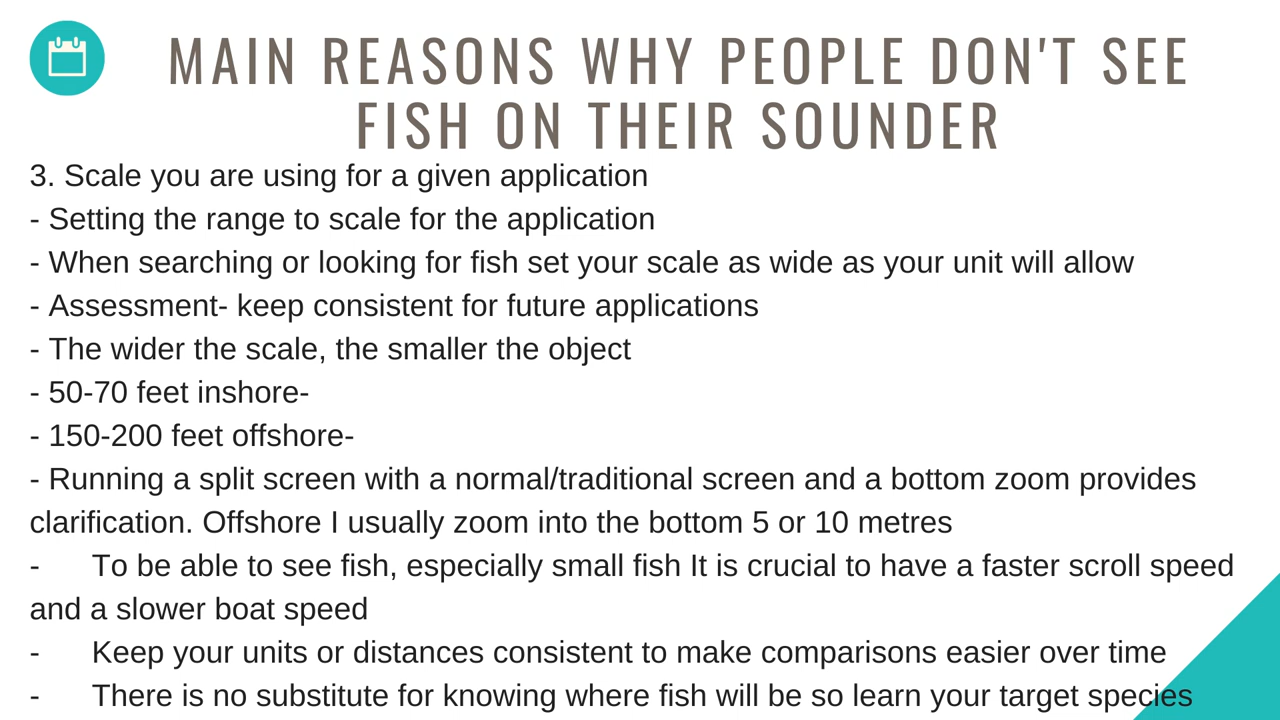 MAIN REASONS WHY PEOPLE DON'T SEE
FISH ON THEIR SOUNDER
3. Scale you are using for a given application
- Setting the range to scale for the application
- When searching or looking for fish set your scale as wide as your unit will allow
- Assessment- keep consistent for future applications
- The wider the scale, the smaller the object
- 50-70 feet inshore-
- 150-200 feet offshore-
- Running a split screen with a normal/traditional screen and a bottom zoom provides
clarification. Offshore I usually zoom into the bottom 5 or 10 metres
- To be able to see fish, especially small fish It is crucial to have a faster scroll speed
and a slower boat speed
- Keep your units or distances consistent to make comparisons easier over time
- There is no substitute for knowing where fish will be so learn your target species